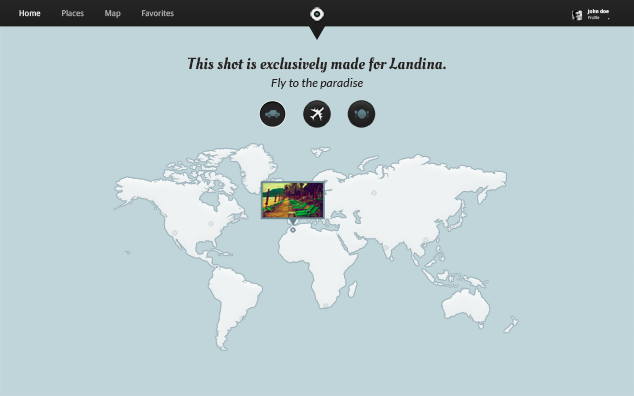 Home Places Map Favorites
john doe
Profile
This shot is exclusively made for Landina.
Fly to the paradise